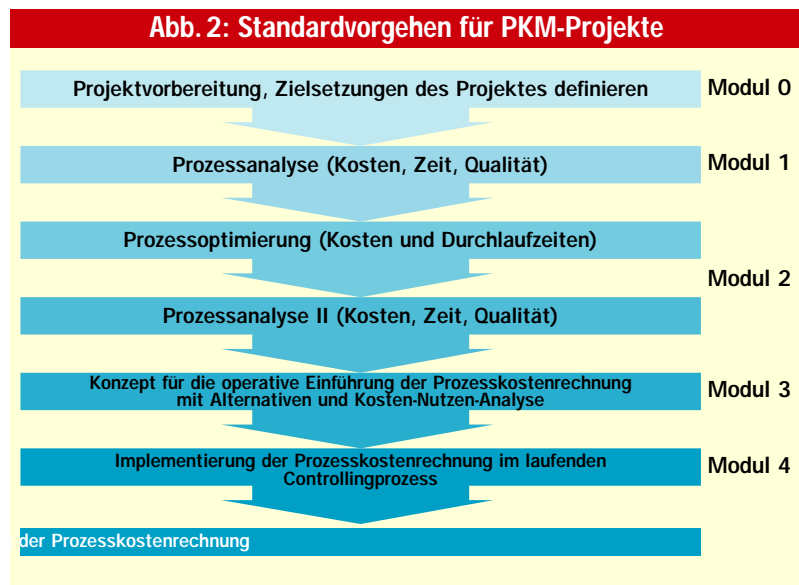 Abb. 2: Standardvorgehen für PKM-Projekte
Projektvorbereitung, Zielsetzungen des Projektes definieren
Modul 0
Prozessanalyse (Kosten, Zeit, Qualität)
Modul 1
Prozessoptimierung (Kosten und Durchlaufzeiten)
Modul 2
Prozessanalyse II (Kosten, Zeit, Qualität)
Konzept für die operative Einführung der Prozesskostenrechnung
mit Alternativen und Kosten-Nutzen-Analyse
Modul 3
Implementierung der Prozesskostenrechnung im laufenden
Controllingprozess
Modul 4
der Prozesskostenrechnung